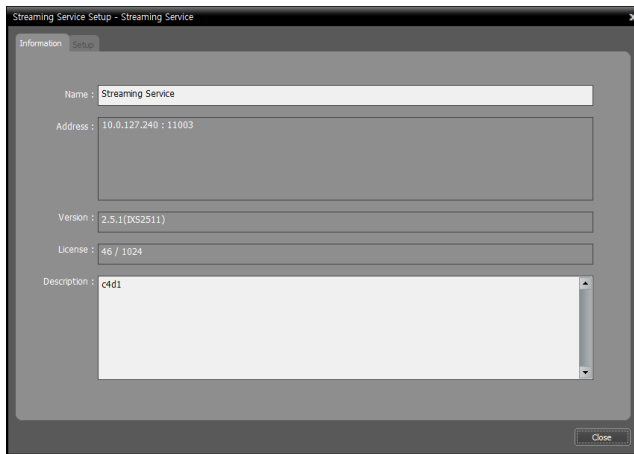 Streaming Service Setup - Streaming Service
Information Setup
Name : Streaming Service
Address : 10.0.127.240 : 11003
Version : 2.5.1(IXS2511)
License : 46 / 1024
Description : c4d1
Close